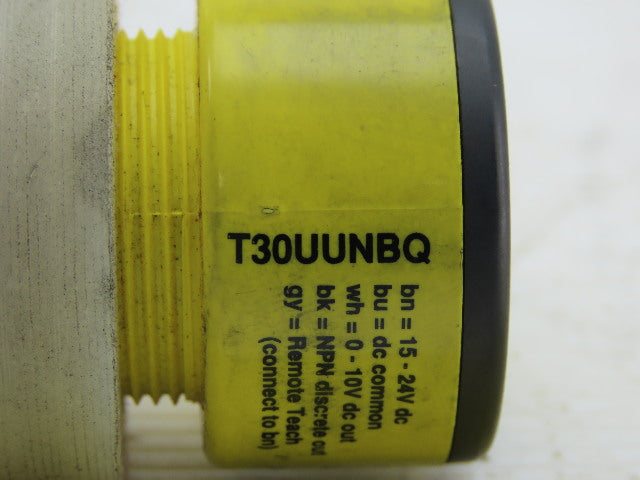 T30UUNBQ
bn = 15 - 24V dc
bu = dc common
wh = 0 - 10V dc out
bk = NPN discrete out
gy = Remote Teach
(connect to bn)